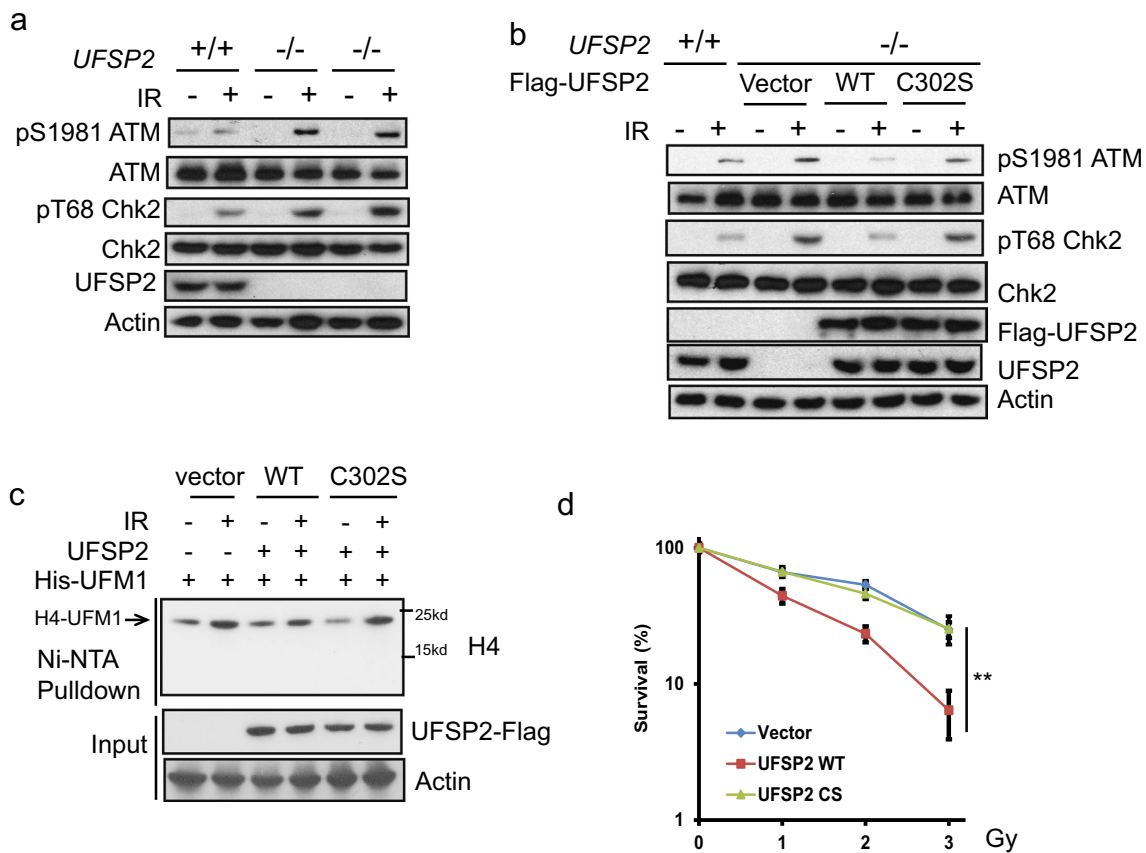 a
UFSP2 +/+ -/- -/-
IR - + - + - +
pS1981 ATM
ATM
pT68 Chk2
Chk2
UFSP2
Actin
b
UFSP2 +/+ -/-
Flag-UFSP2 Vector WT C302S
IR - + - + - + - +
pS1981 ATM
ATM
pT68 Chk2
Chk2
Flag-UFSP2
UFSP2
Actin
c
vector WT C302S
IR - + - + - +
UFSP2 - - + + + +
His-UFM1 + + + + + +
H4-UFM1
25kd
15kd
H4
Ni-NTA
Pulldown
Input
UFSP2-Flag
Actin
d
Survival (%)
100
10
1
**
Vector
UFSP2 WT
UFSP2 CS
0 1 2 3 Gy